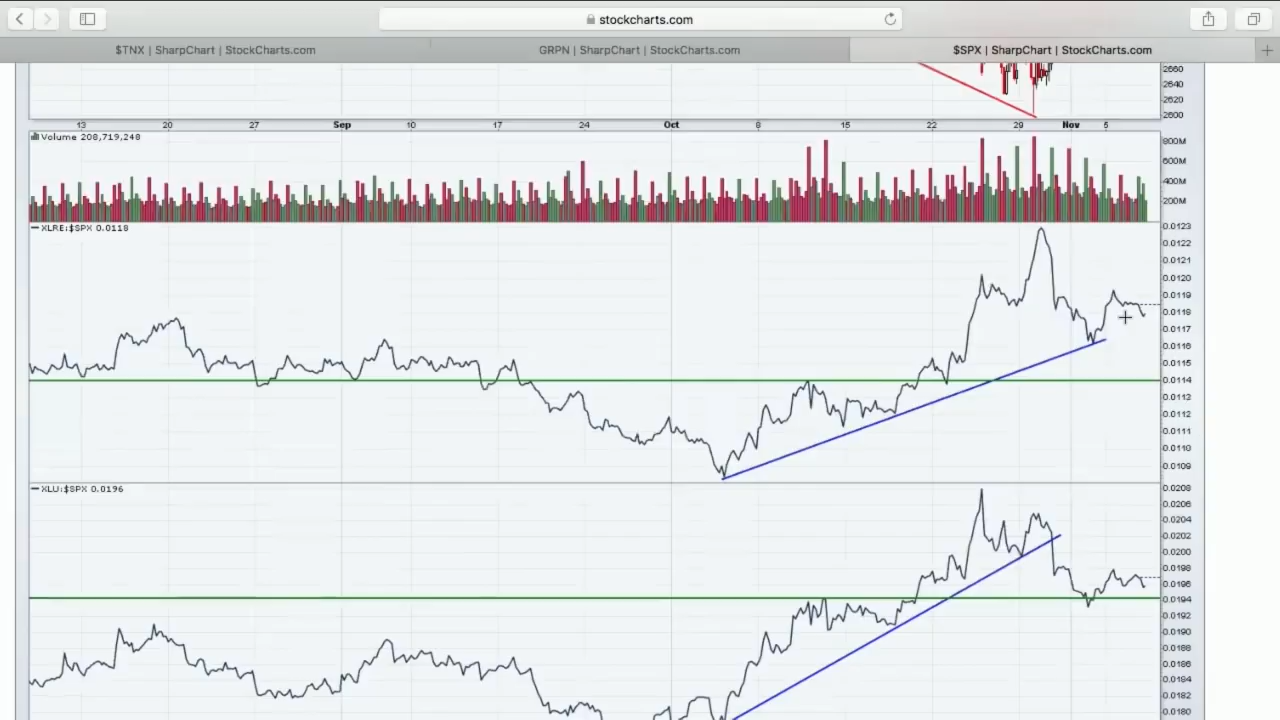 stockcharts.com
$TNX | SharpChart | StockCharts.com
GRPN | SharpChart | StockCharts.com
$SPX | SharpChart | StockCharts.com
2660
2640
2620
2600
13 20 27 Sep 10 17 24 Oct 8 15 22 29 Nov 5
Volume 208,719,248
800M
600M
400M
200M
XLRE:$SPX 0.0118
0.0123
0.0122
0.0121
0.0120
0.0119
0.0118
0.0117
0.0116
0.0115
0.0114
0.0113
0.0112
0.0111
0.0110
0.0109
XLU:$SPX 0.0196
0.0208
0.0206
0.0204
0.0202
0.0200
0.0198
0.0196
0.0194
0.0192
0.0190
0.0188
0.0186
0.0184
0.0182
0.0180